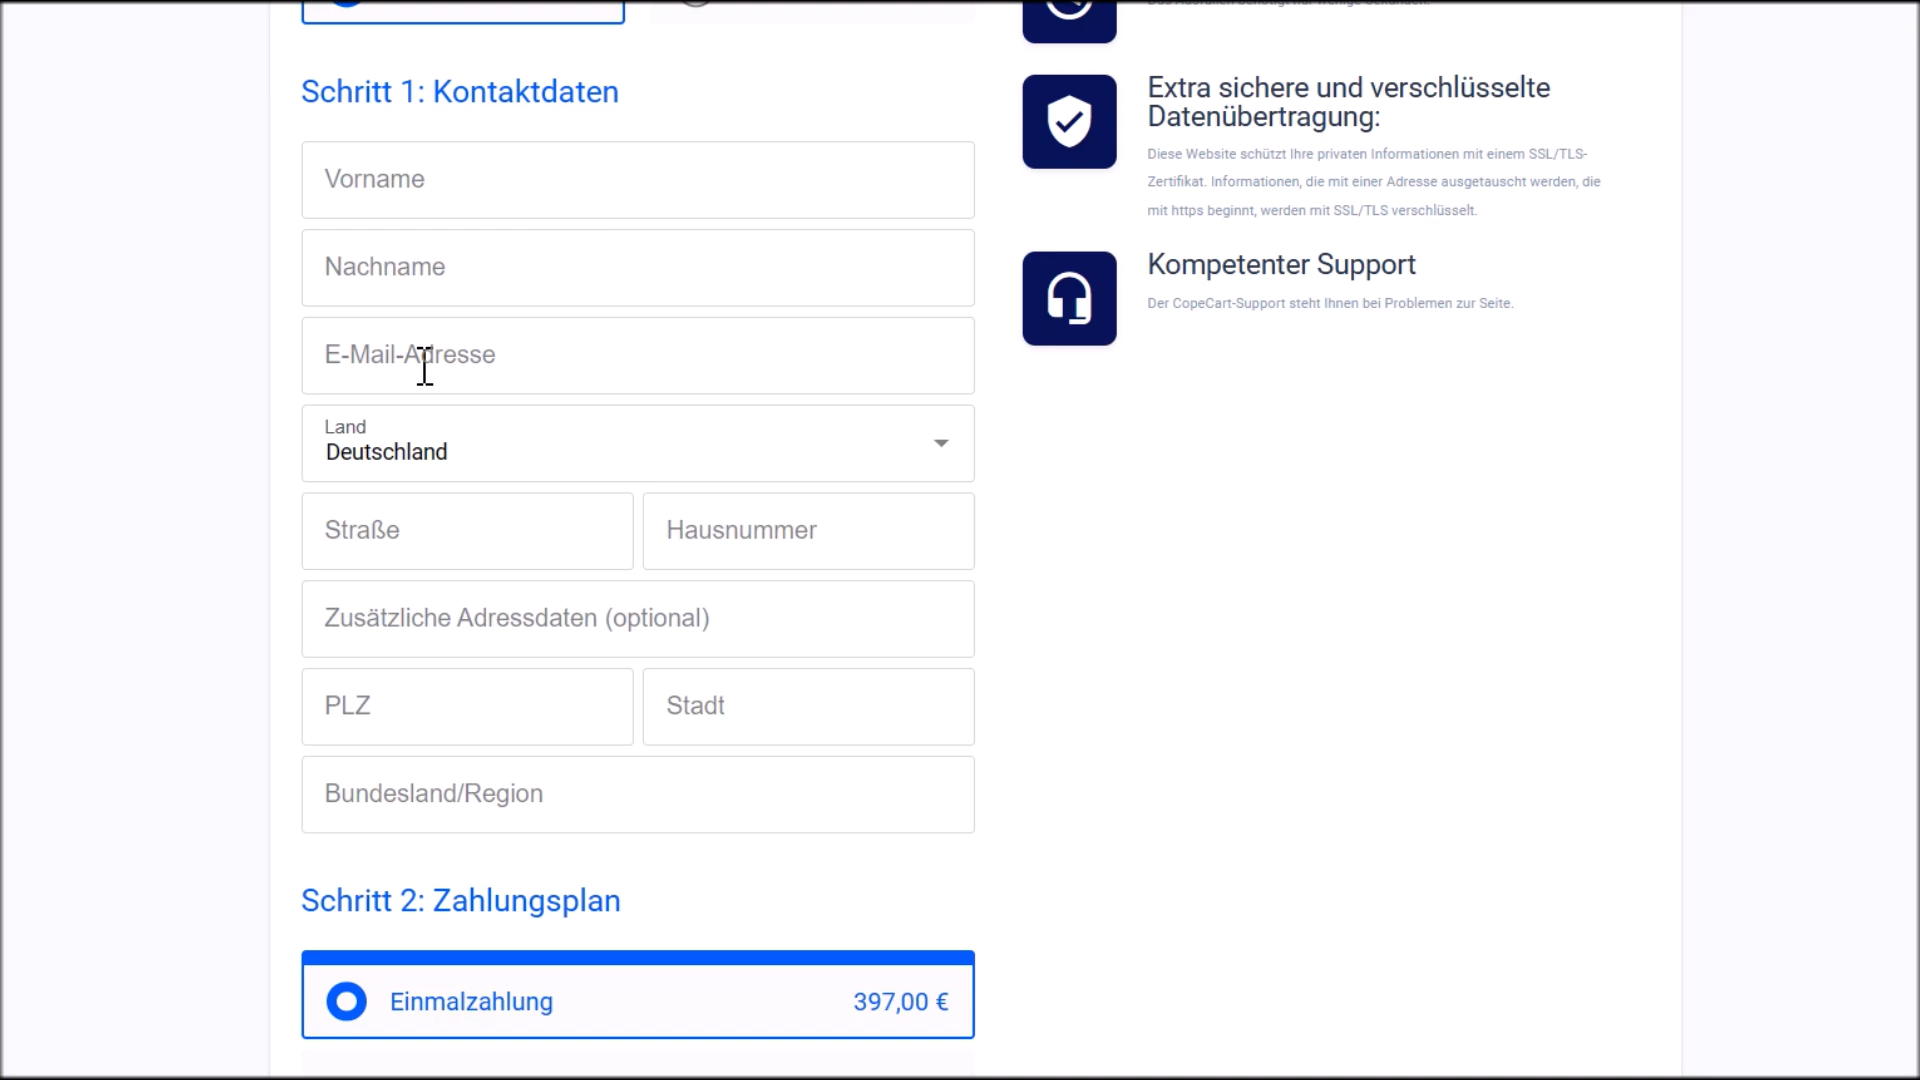 Schritt 1: Kontaktdaten
Vorname
Nachname
E-Mail-Adresse
Land
Deutschland
Straße
Hausnummer
Zusätzliche Adressdaten (optional)
PLZ
Stadt
Bundesland/Region
Schritt 2: Zahlungsplan
Einmalzahlung
397,00 €
Extra sichere und verschlüsselte
Datenübertragung:
Diese Website schützt Ihre privaten Informationen mit einem SSL/TLS-
Zertifikat. Informationen, die mit einer Adresse ausgetauscht werden, die
mit https beginnt, werden mit SSL/TLS verschlüsselt.
Kompetenter Support
Der CopeCart-Support steht Ihnen bei Problemen zur Seite.